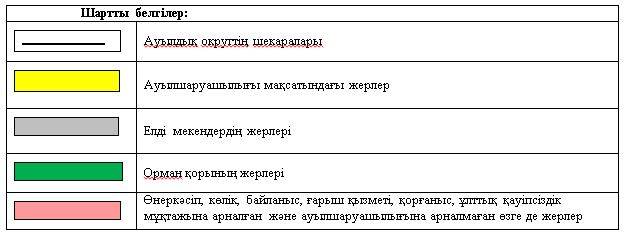 Шартты белгілер:
Ауылдық округтің шекаралары
Ауылшаруашылығы мақсатындағы жерлер
Елді мекендердің жерлері
Орман қорының жерлері
Өнеркәсіп, көлік, байланыс, ғарыш қызметі, қорғаныс, ұлттық қауіпсіздік
мұқтажына арналған және ауылшаруашылығына арналмаған өзге де жерлер